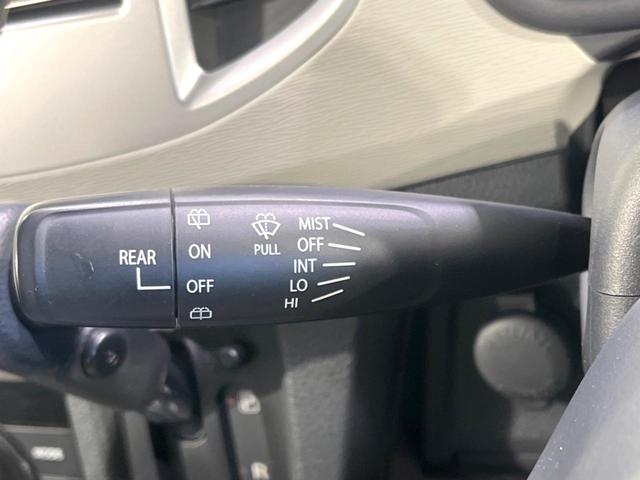 MIST
OFF
INT
LO
HI
PULL
ON
OFF
REAR
R